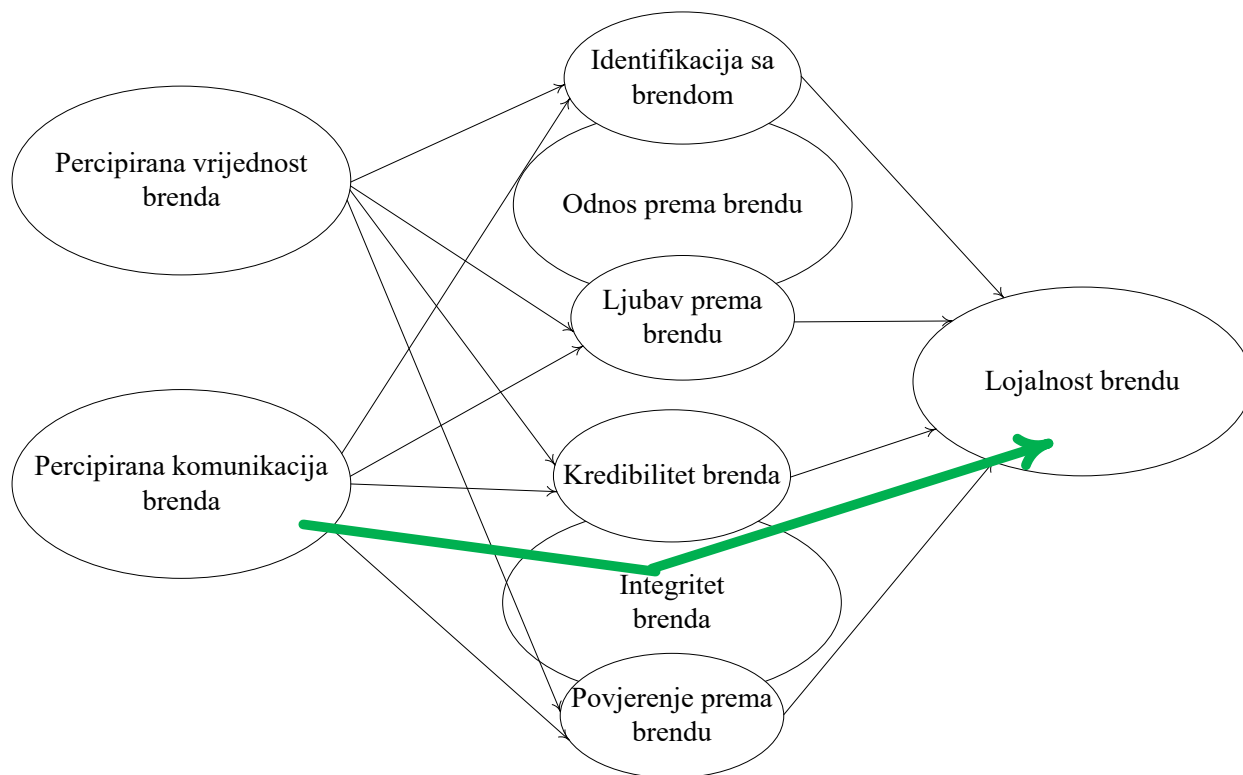 Identifikacija sa
brendom
Percipirana vrijednost
brenda
Odnos prema brendu
Ljubav prema
brendu
Lojalnost brendu
Percipirana komunikacija
brenda
Kredibilitet brenda
Integritet
brenda
Povjerenje prema
brendu